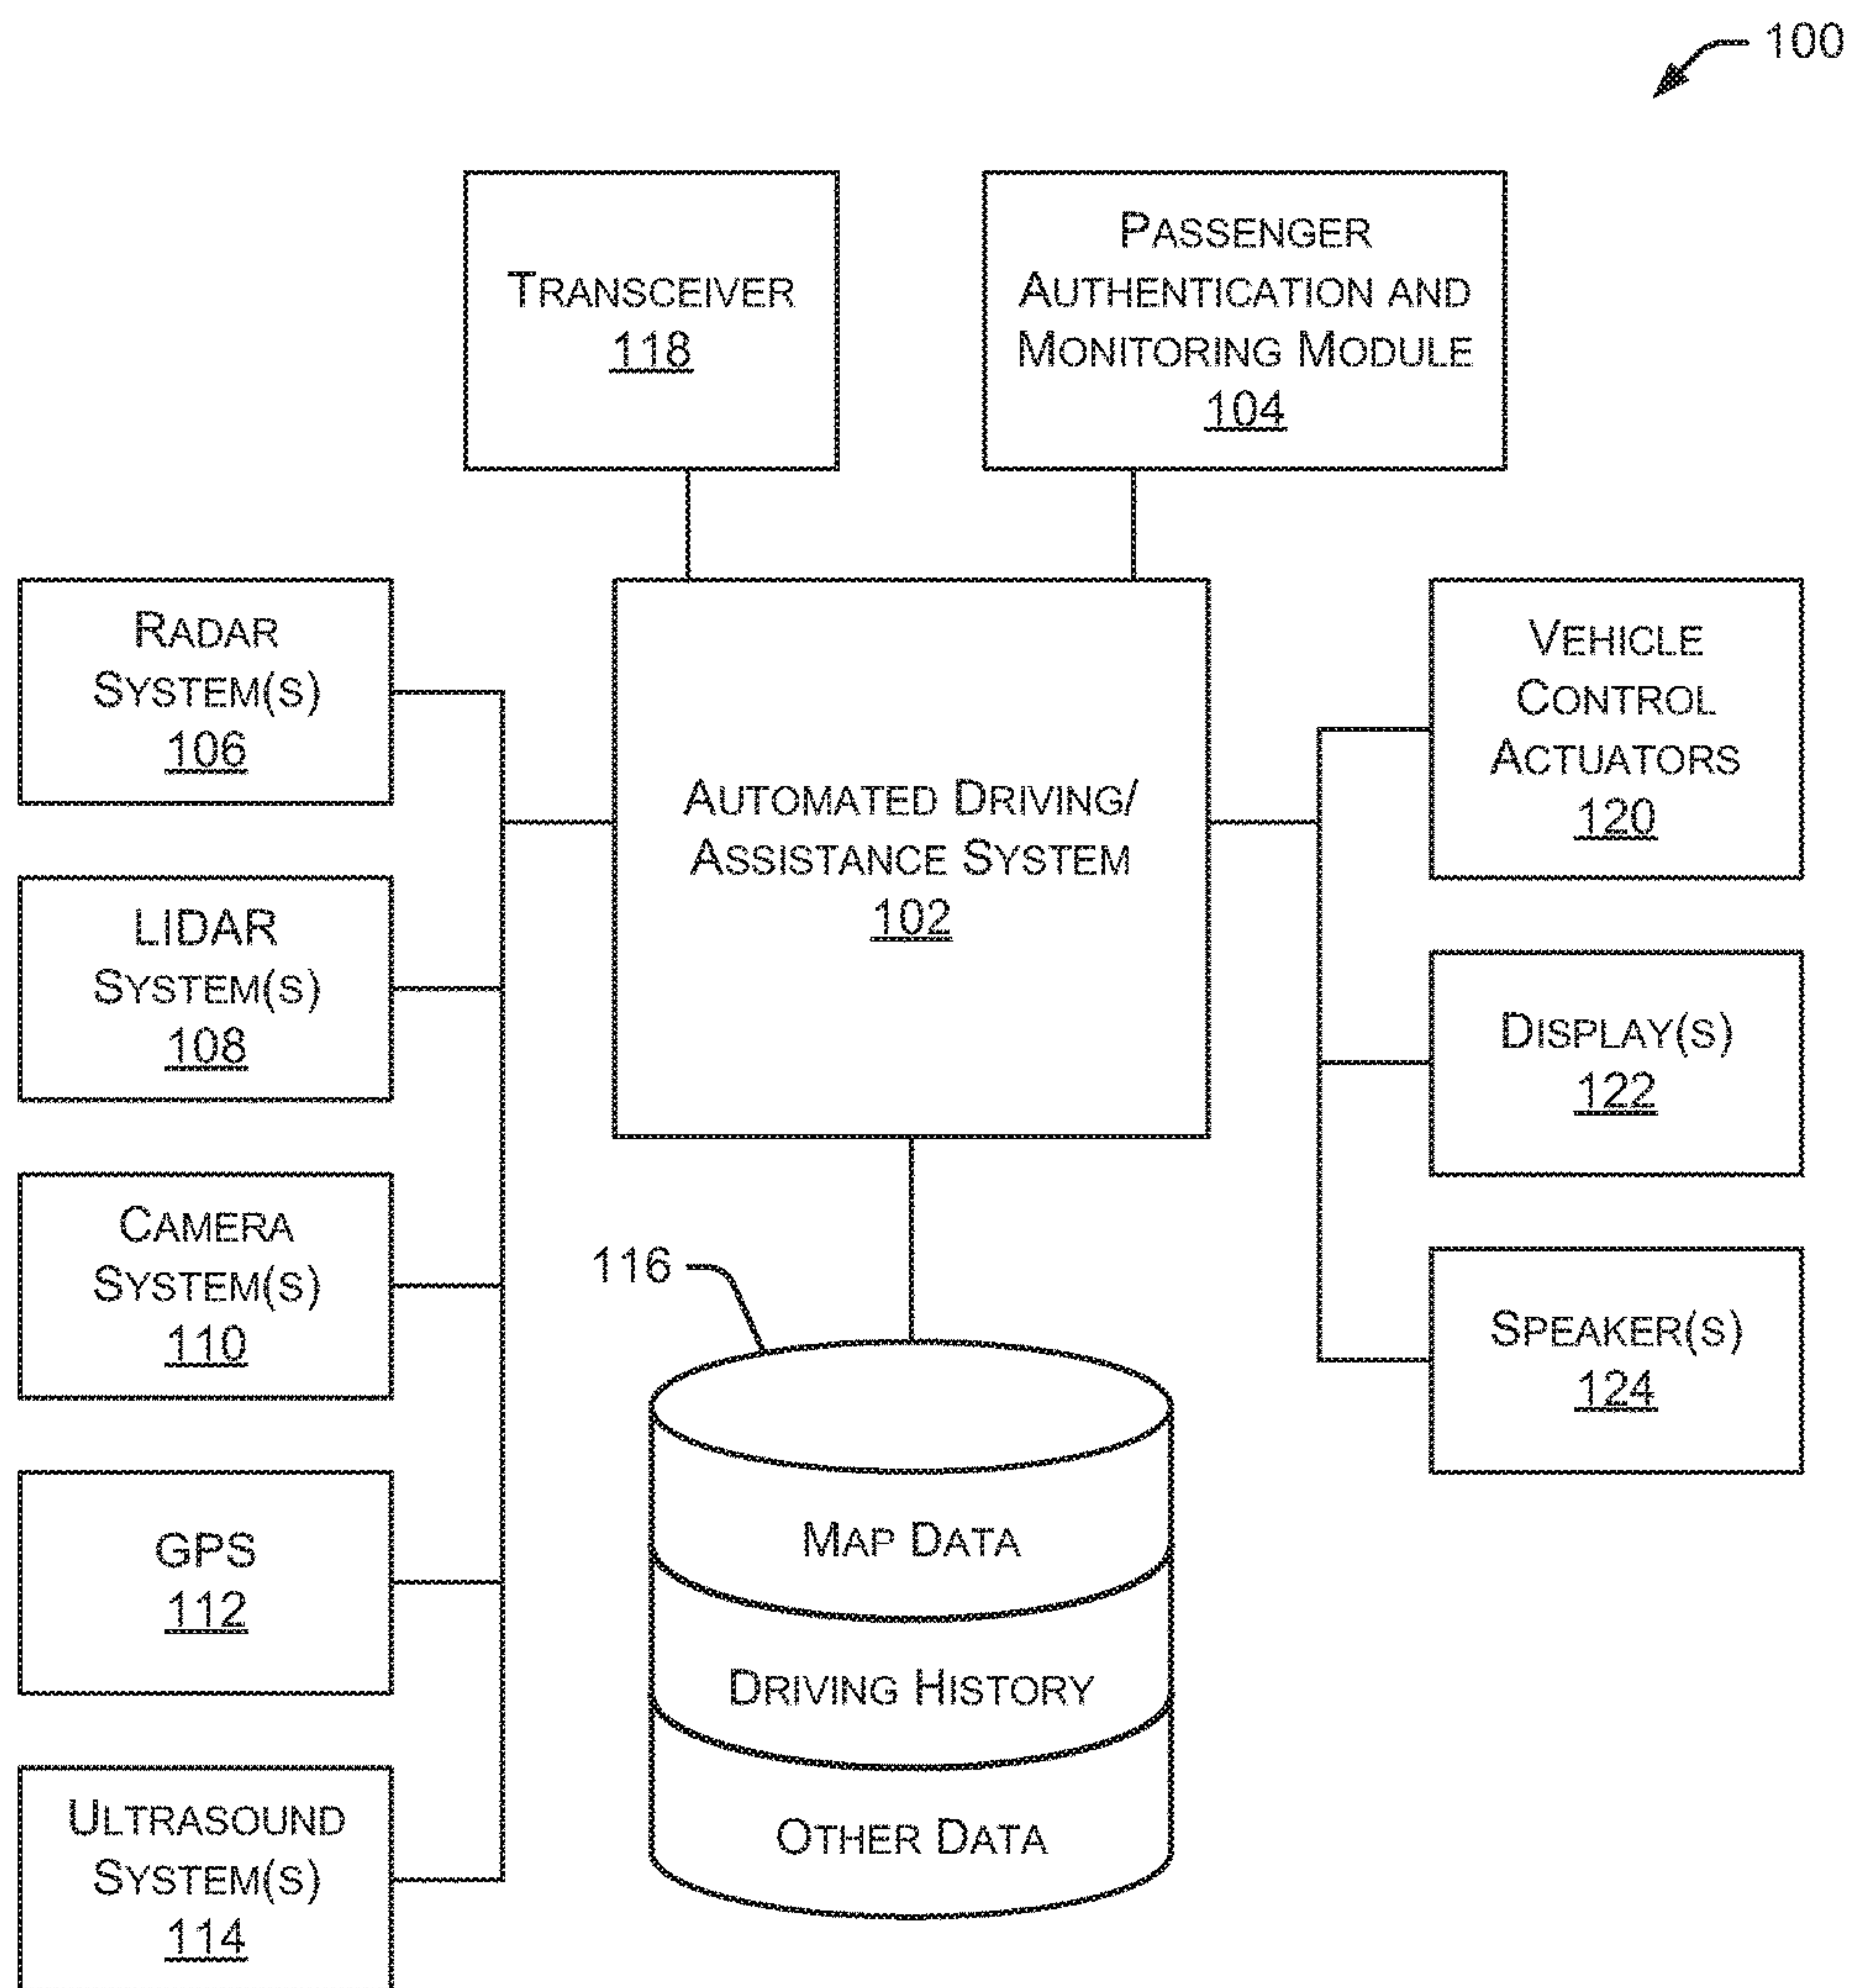 100
TRANSCEIVER
118
PASSENGER
AUTHENTICATION AND
MONITORING MODULE
104
RADAR
SYSTEM(S)
106
LIDAR
SYSTEM(S)
108
CAMERA
SYSTEM(S)
110
GPS
112
ULTRASOUND
SYSTEM(S)
114
AUTOMATED DRIVING/
ASSISTANCE SYSTEM
102
116
MAP DATA
DRIVING HISTORY
OTHER DATA
VEHICLE
CONTROL
ACTUATORS
120
DISPLAY(S)
122
SPEAKER(S)
124